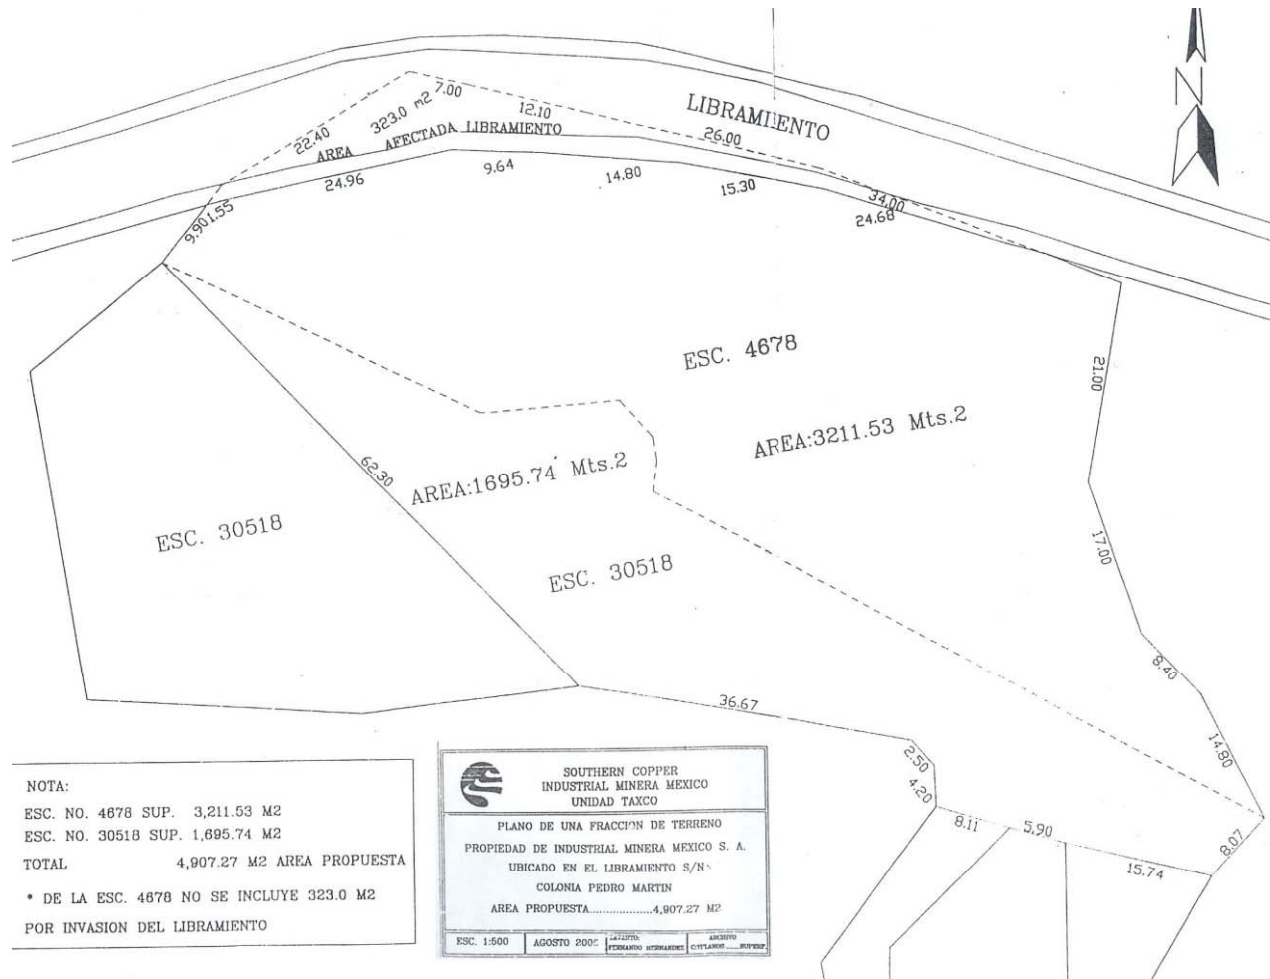 N
LIBRAMIENTO
22.40
323.0 m2
7.00
12.10
26.00
34.00
AREA AFECTADA LIBRAMIENTO
24.96
9.64
14.80
15.30
24.68
9.90
1.55
ESC. 4678
AREA:3211.53 Mts.2
21.00
17.00
62.30
AREA:1695.74 Mts.2
ESC. 30518
ESC. 30518
8.40
14.80
36.67
2.50
4.20
8.11
5.90
15.74
8.07
NOTA:
ESC. NO. 4678 SUP. 3,211.53 M2
ESC. NO. 30518 SUP. 1,695.74 M2
TOTAL 4,907.27 M2 AREA PROPUESTA
* DE LA ESC. 4678 NO SE INCLUYE 323.0 M2
POR INVASION DEL LIBRAMIENTO
SOUTHERN COPPER
INDUSTRIAL MINERA MEXICO
UNIDAD TAXCO
PLANO DE UNA FRACCION DE TERRENO
PROPIEDAD DE INDUSTRIAL MINERA MEXICO S. A.
UBICADO EN EL LIBRAMIENTO S/N
COLONIA PEDRO MARTIN
AREA PROPUESTA..................4,907.27 M2
ESC. 1:500
AGOSTO
FERNANDO HERNANDEZ
ARCHIVO